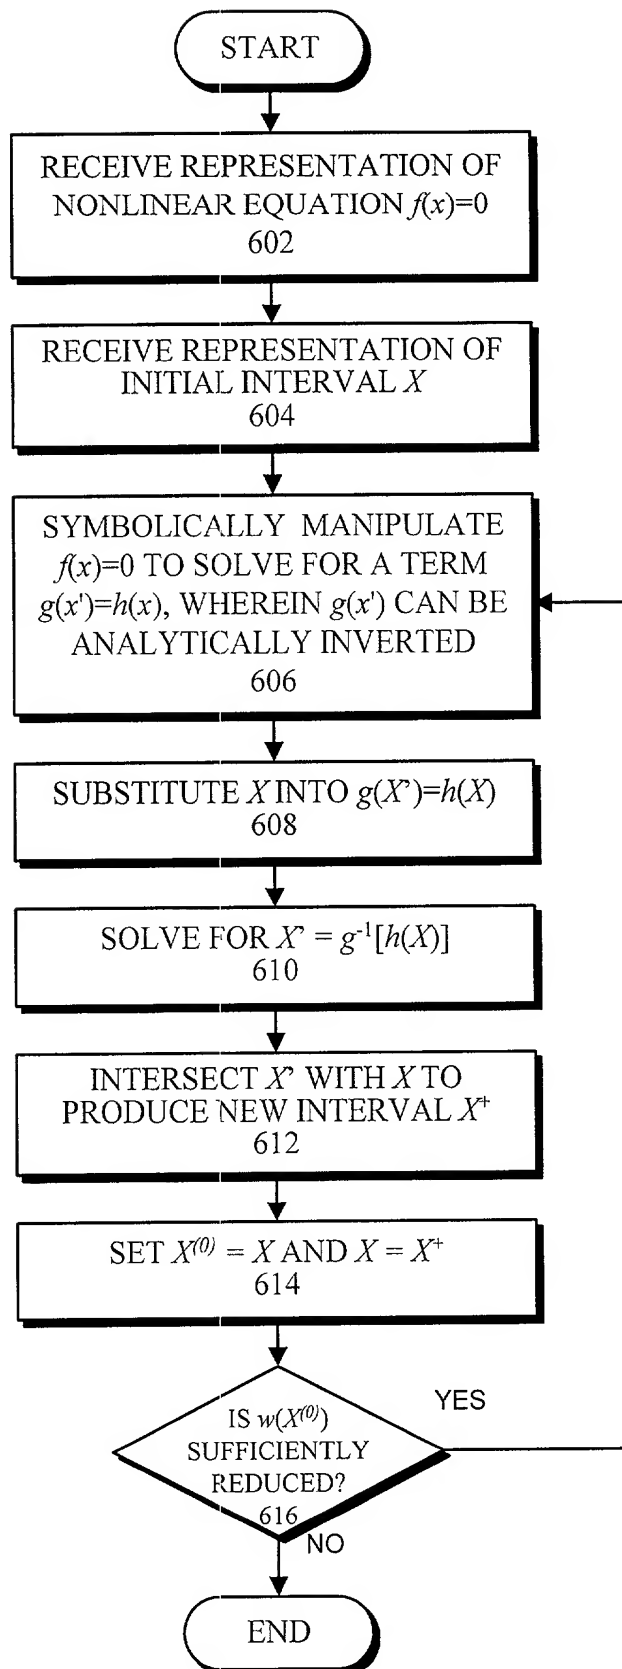 START
RECEIVE REPRESENTATION OF
NONLINEAR EQUATION f(x)=0
602
RECEIVE REPRESENTATION OF
INITIAL INTERVAL X
604
SYMBOLICALLY MANIPULATE
f(x)=0 TO SOLVE FOR A TERM
g(x')=h(x), WHEREIN g(x') CAN BE
ANALYTICALLY INVERTED
606
SUBSTITUTE X INTO g(X')=h(X)
608
SOLVE FOR X' = g⁻¹[h(X)]
610
INTERSECT X' WITH X TO
PRODUCE NEW INTERVAL X⁺
612
SET X⁽⁰⁾ = X AND X = X⁺
614
IS w(X⁽⁰⁾)
SUFFICIENTLY
REDUCED?
616
YES
NO
END